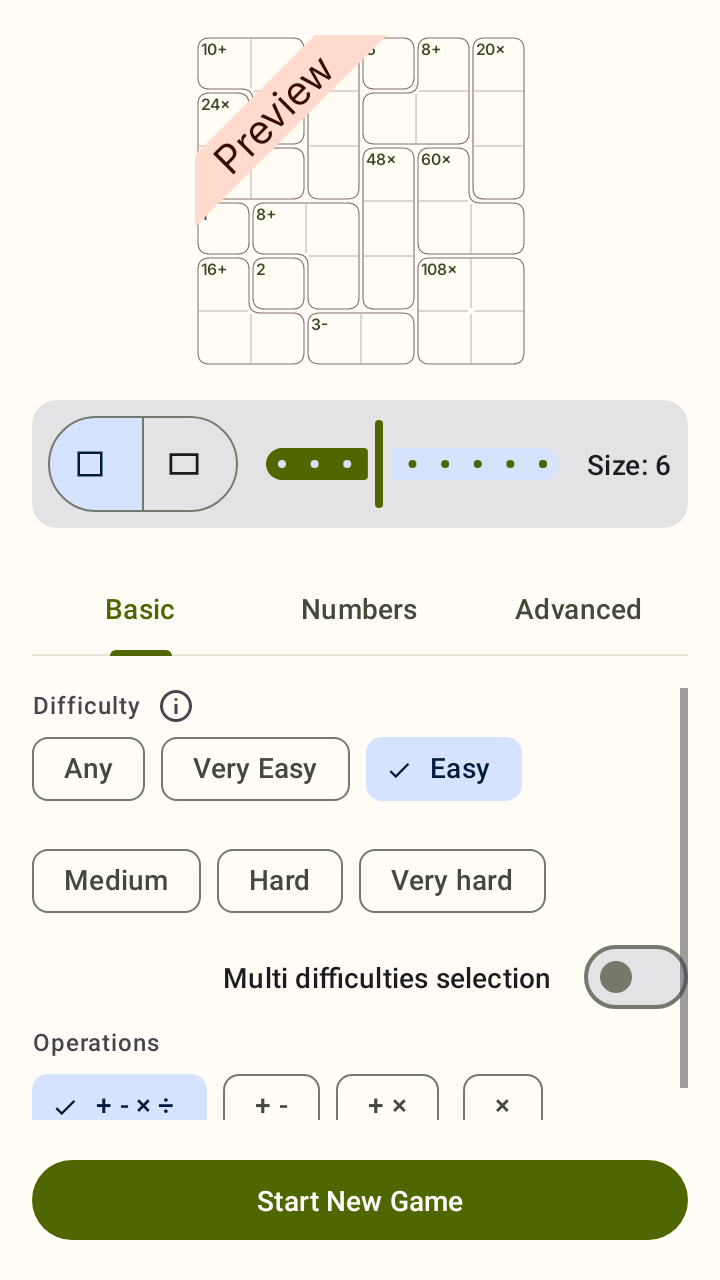 10+ 8+ 20×
Preview
24×
48× 60×
8+
16+ 2 108×
3-
Size: 6
Basic Numbers Advanced
Difficulty
Any Very Easy Easy
Medium Hard Very hard
Multi difficulties selection
Operations
+ - × ÷ + - + × ×
Start New Game